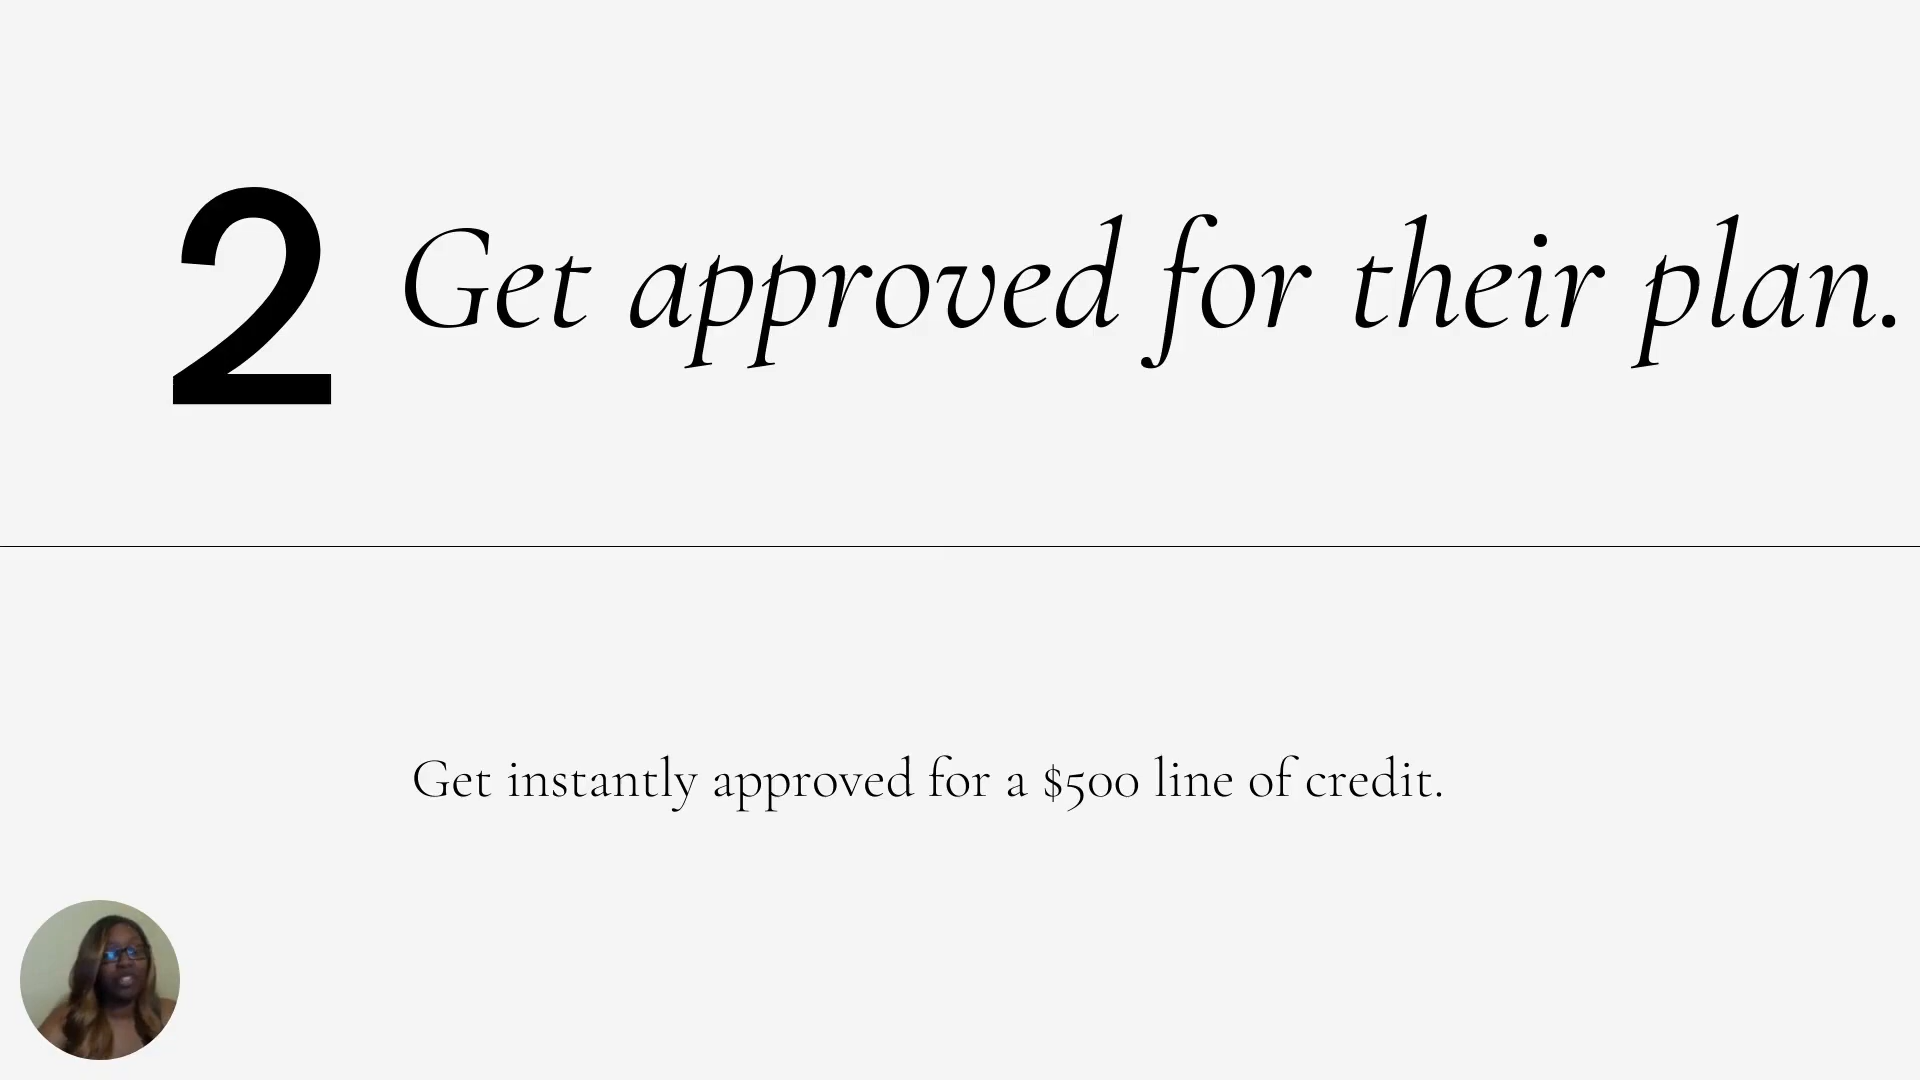 2 Get approved for their plan.
Get instantly approved for a $500 line of credit.